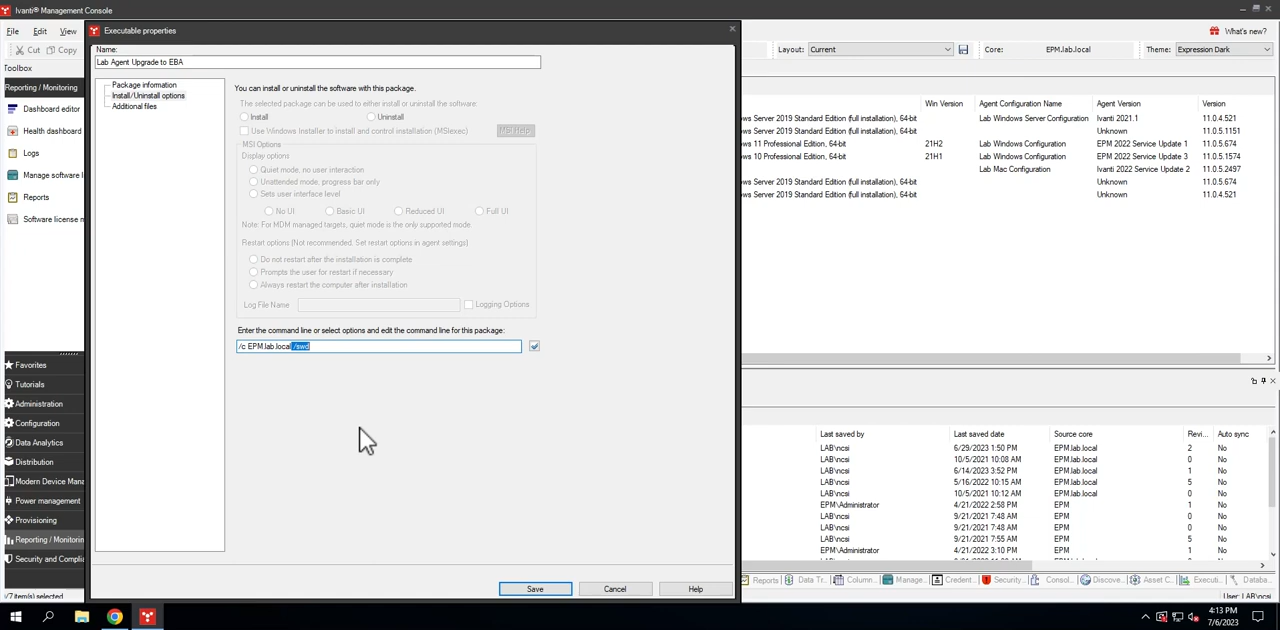 Ivanti® Management Console
File Edit View
Cut Copy
Toolbox
Reporting / Monitoring
Dashboard editor
Health dashboard
Logs
Manage software l
Reports
Software license m
Favorites
Tutorials
Administration
Configuration
Data Analytics
Distribution
Modern Device Mana
Power management
Provisioning
Reporting / Monitorin
Security and Complia
/7 item(s) selected
Executable properties
Name:
Lab Agent Upgrade to EBA
Package information
Install/Uninstall options
Additional files
You can install or uninstall the software with this package.
The selected package can be used to either install or uninstall the software.
Install Uninstall
Use Windows Installer to install and control installation (MSIexec) MSI Help
MSI Options
Display options
Quiet mode, no user interaction
Unattended mode, progress bar only
Sets user interface level
No UI Basic UI Reduced UI Full UI
Note: For MDM managed targets, quiet mode is the only supported mode.
Restart options (Not recommended. Set restart options in agent settings)
Do not restart after the installation is complete
Prompts the user for restart if necessary
Always restart the computer after installation
Log File Name Logging Options
Enter the command line or select options and edit the command line for this package:
/c EPM.lab.local /swd
Save Cancel Help
What's new?
Layout: Current Core: EPM.lab.local Theme: Expression Dark
Win Version Agent Configuration Name Agent Version Version
ws Server 2019 Standard Edition (full installation), 64-bit Lab Windows Server Configuration Ivanti 2021.1 11.0.4.521
ws Server 2019 Standard Edition (full installation), 64-bit Unknown 11.0.5.1151
ws 11 Professional Edition, 64-bit 21H2 Lab Windows Configuration EPM 2022 Service Update 1 11.0.5.674
ws 10 Professional Edition, 64-bit 21H1 Lab Windows Configuration EPM 2022 Service Update 3 11.0.5.1574
Lab Mac Configuration Ivanti 2022 Service Update 2 11.0.5.2497
ws Server 2019 Standard Edition (full installation), 64-bit Unknown 11.0.5.674
ws Server 2019 Standard Edition (full installation), 64-bit Unknown 11.0.4.521
Last saved by Last saved date Source core Revi... Auto sync
LAB\ncsi 6/29/2023 1:50 PM EPM.lab.local 2 No
LAB\ncsi 10/5/2021 10:08 AM EPM.lab.local 0 No
LAB\ncsi 6/14/2023 3:52 PM EPM.lab.local 1 No
LAB\ncsi 5/16/2022 10:15 AM EPM.lab.local 5 No
LAB\ncsi 10/5/2021 10:12 AM EPM.lab.local 0 No
EPM\Administrator 4/21/2022 2:58 PM EPM 1 No
LAB\ncsi 9/21/2021 7:48 AM EPM 0 No
LAB\ncsi 9/21/2021 7:48 AM EPM 0 No
LAB\ncsi 9/21/2021 7:55 AM EPM 5 No
EPM\Administrator 4/21/2021 3:10 PM EPM 1 No
Reports Data Tr... Column... Manage... Credent... Security... Consol... Discove... Asset C... Executi... Databa...
User: LAB\ncsi
4:13 PM
7/6/2023